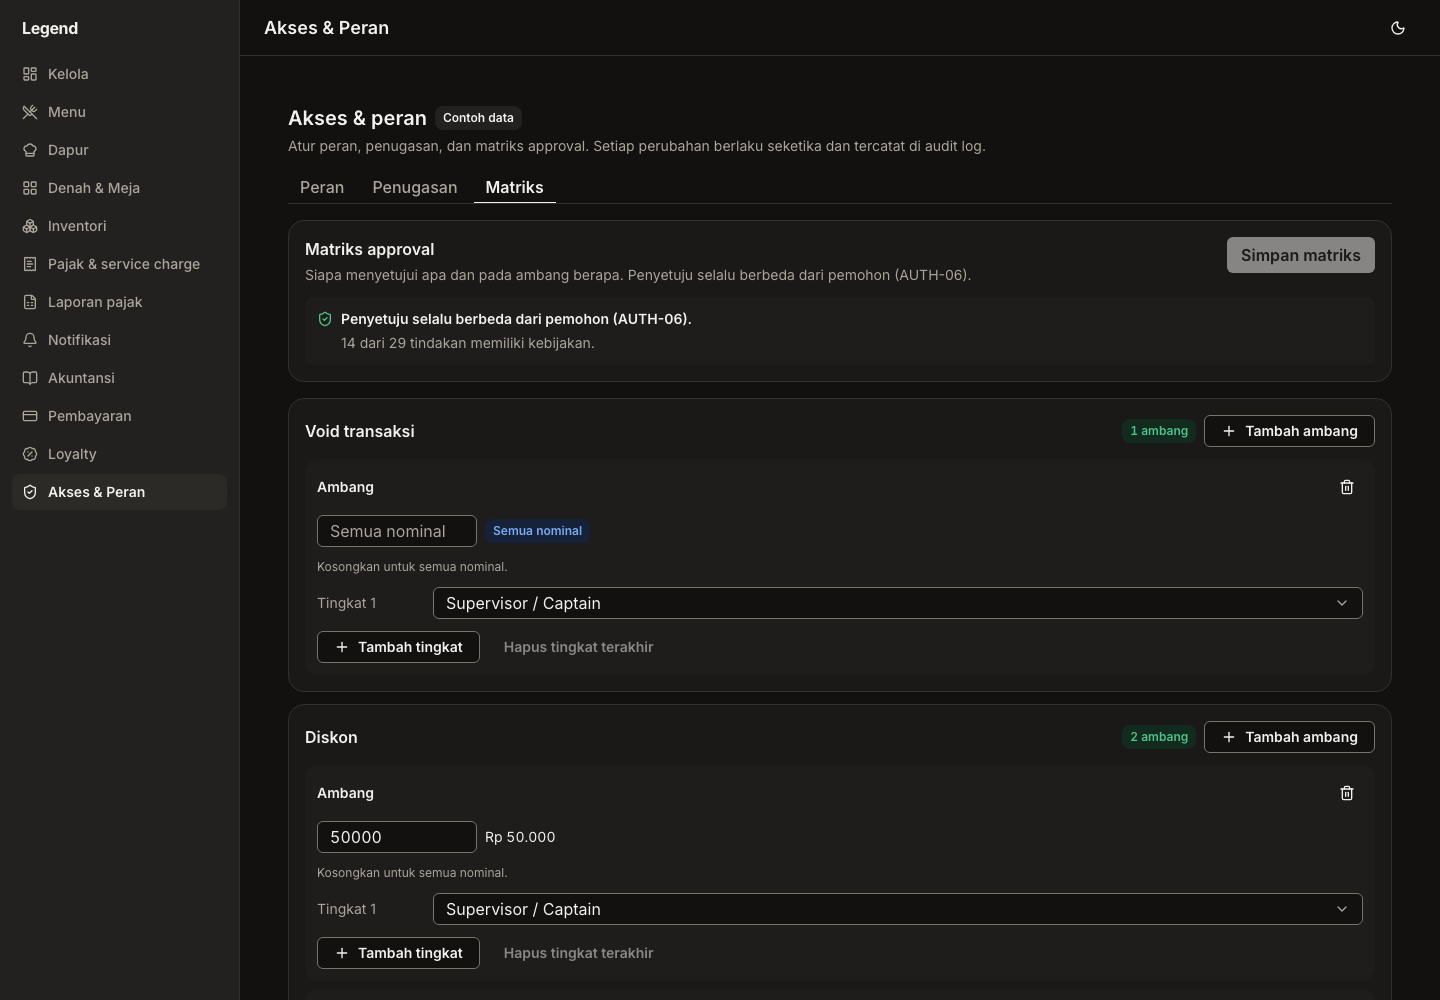 Legend
Akses & Peran
Kelola
Menu
Dapur
Denah & Meja
Inventori
Pajak & service charge
Laporan pajak
Notifikasi
Akuntansi
Pembayaran
Loyalty
Akses & Peran
Akses & peran Contoh data
Atur peran, penugasan, dan matriks approval. Setiap perubahan berlaku seketika dan tercatat di audit log.
Peran Penugasan Matriks
Matriks approval
Simpan matriks
Siapa menyetujui apa dan pada ambang berapa. Penyetuju selalu berbeda dari pemohon (AUTH-06).
Penyetuju selalu berbeda dari pemohon (AUTH-06).
14 dari 29 tindakan memiliki kebijakan.
Void transaksi 1 ambang Tambah ambang
Ambang
Semua nominal Semua nominal
Kosongkan untuk semua nominal.
Tingkat 1 Supervisor / Captain
Tambah tingkat Hapus tingkat terakhir
Diskon 2 ambang Tambah ambang
Ambang
50000 Rp 50.000
Kosongkan untuk semua nominal.
Tingkat 1 Supervisor / Captain
Tambah tingkat Hapus tingkat terakhir